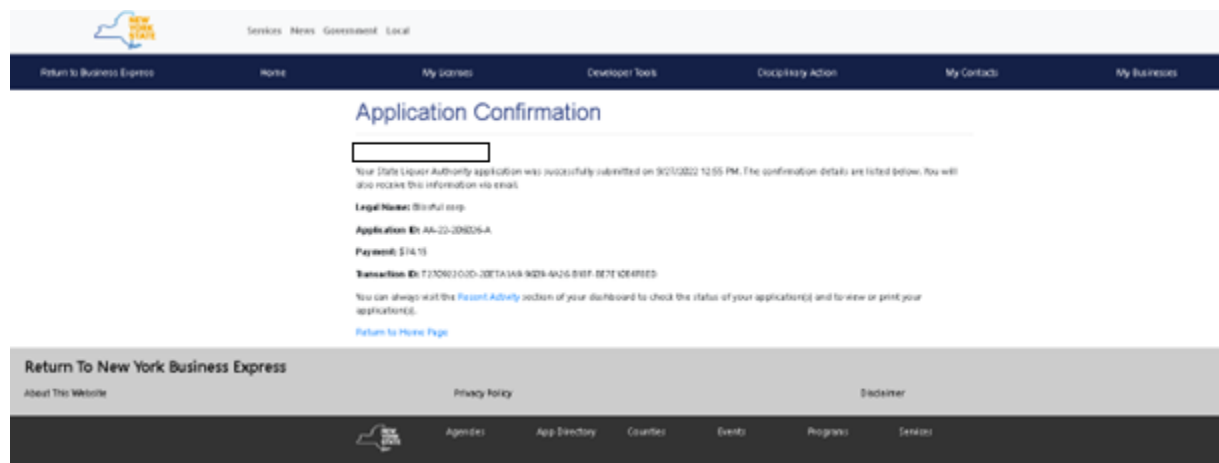 NEW YORK STATE
Services News Government Local
Return to Business Express Home My Licenses Developer Tools Disciplinary Action My Contacts My Businesses
Application Confirmation
Your State Liquor Authority application was successfully submitted on 9/27/2022 12:55 PM. The confirmation details are listed below. You will
also receive this information via email.
Legal Name: Blissful corp
Application ID:
Payment: $74.15
Transaction ID:
You can always visit the Recent Activity section of your dashboard to check the status of your application(s) and to view or print your
application(s).
Return to Home Page
Return To New York Business Express
About This Website Privacy Policy Disclaimer
NEW YORK STATE Agencies App Directory Counties Events Programs Services